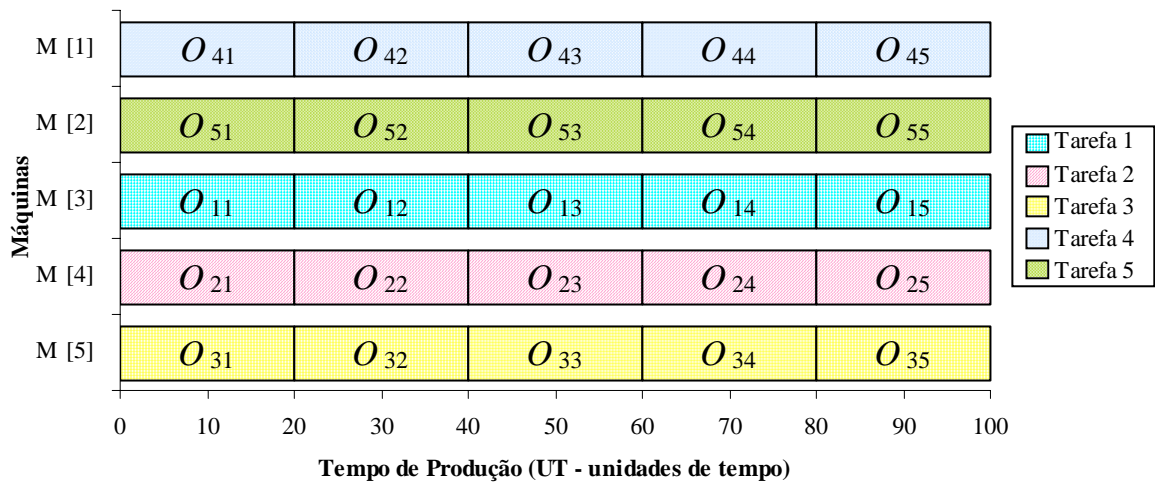 M [1]
O 41 O 42 O 43 O 44 O 45
M [2]
O 51 O 52 O 53 O 54 O 55
M [3]
O 11 O 12 O 13 O 14 O 15
M [4]
O 21 O 22 O 23 O 24 O 25
M [5]
O 31 O 32 O 33 O 34 O 35
Máquinas
0 10 20 30 40 50 60 70 80 90 100
Tempo de Produção (UT - unidades de tempo)
Tarefa 1
Tarefa 2
Tarefa 3
Tarefa 4
Tarefa 5